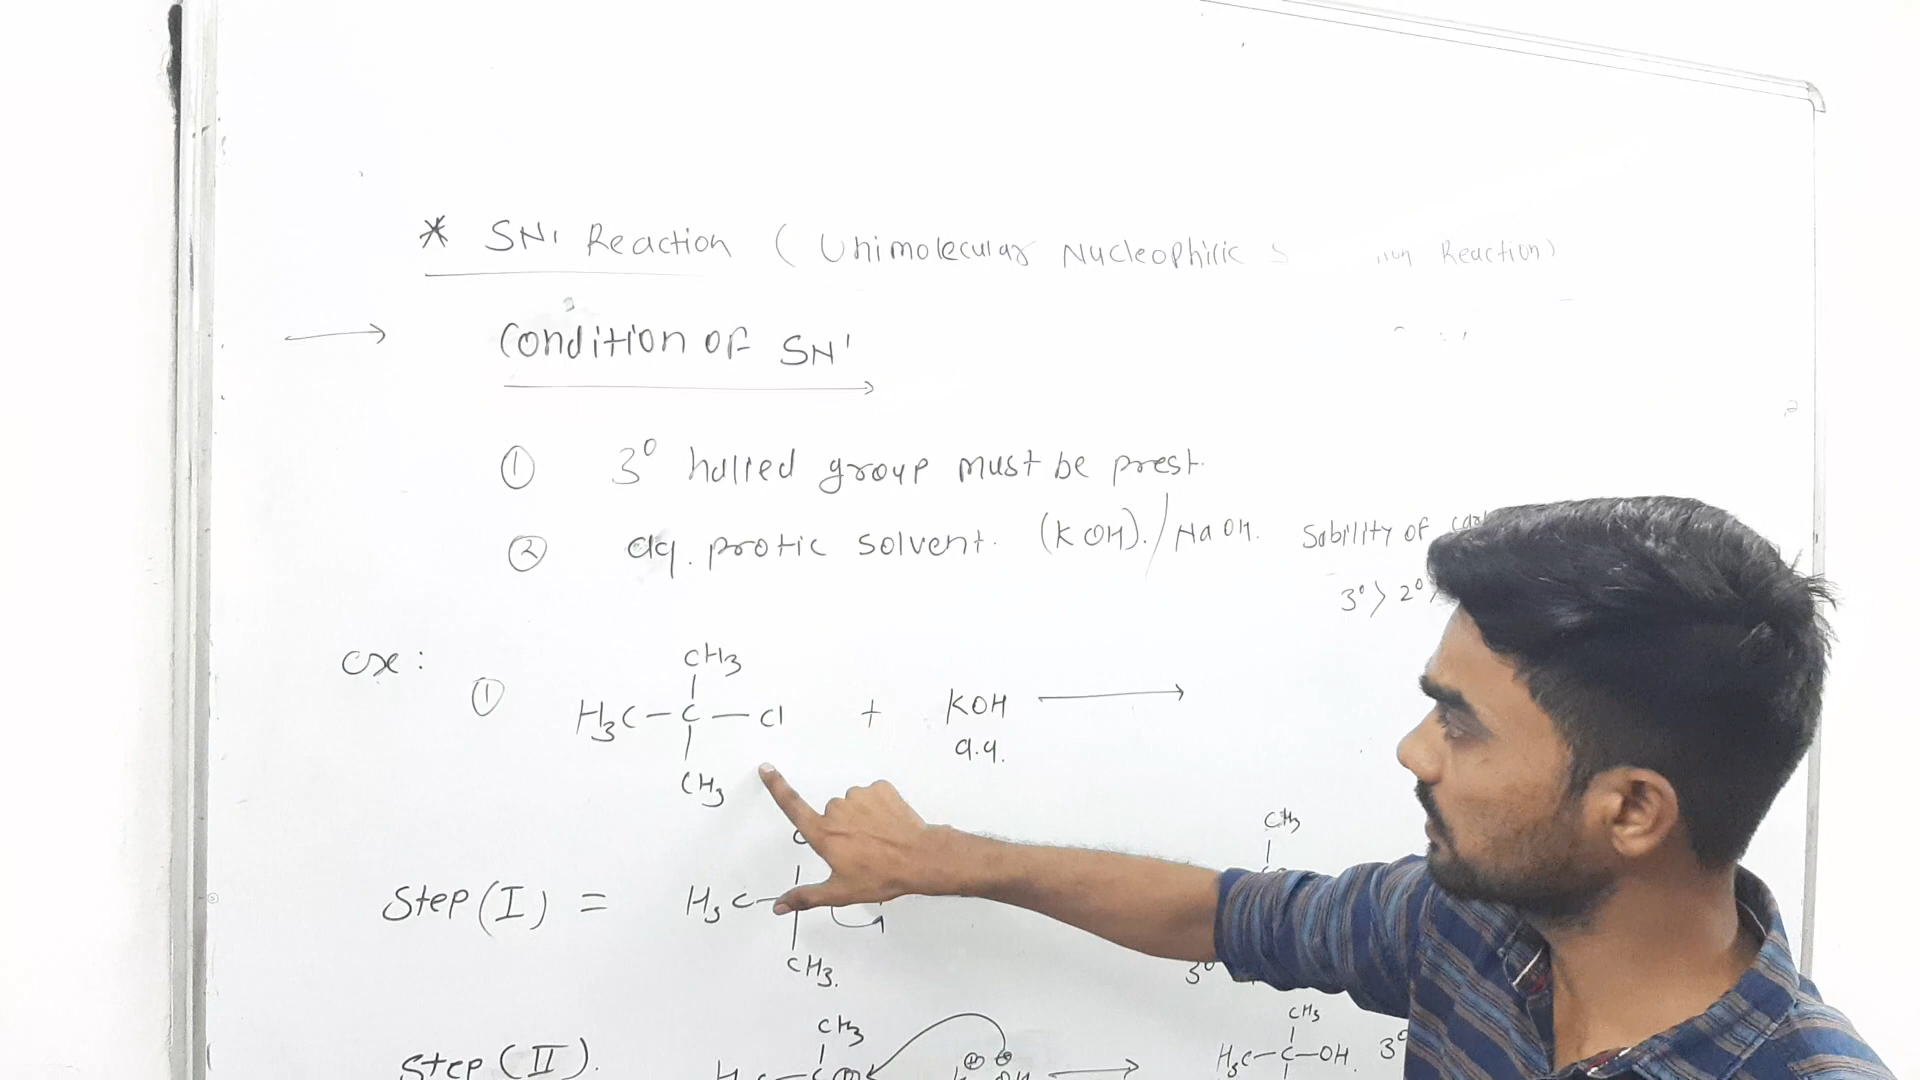 * SN1 Reaction ( Unimolecular Nucleophilic Reaction)
Condition OF SN1
① 3° halied group must be prest.
② aq. protic solvent. (KOH)./NaOH. Sability of
3° > 2° >
ex:
CH3
① H3C-C-Cl + KOH ⟶
a.q.
CH3
CH3
Step (I) = H3C-
CH3.
3°
CH3
CH3
Step (II).
H3C-C-OH. 3°